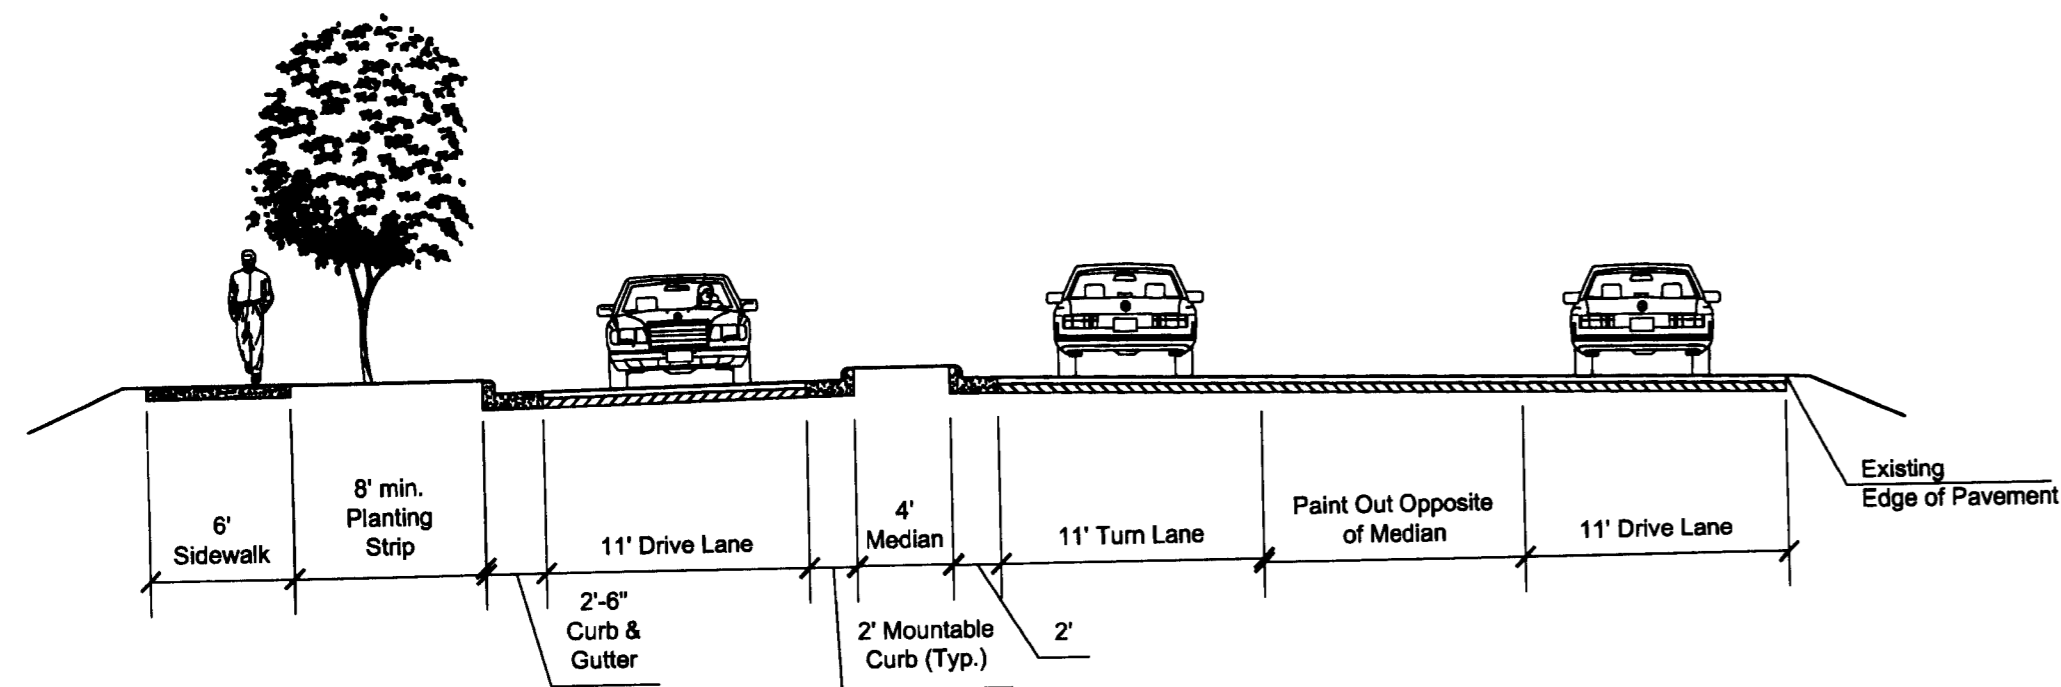 6'
Sidewalk
8' min.
Planting
Strip
2'-6"
Curb &
Gutter
11' Drive Lane
2' Mountable
Curb (Typ.)
4'
Median
2'
11' Turn Lane
Paint Out Opposite
of Median
11' Drive Lane
Existing
Edge of Pavement